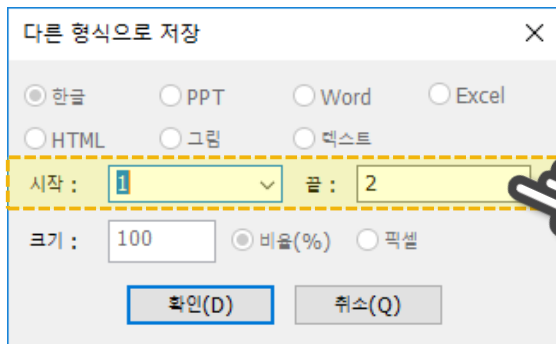 다른 형식으로 저장
한글 PPT Word Excel
HTML 그림 텍스트
시작 : 1 끝 : 2
크기 : 100 비율(%) 픽셀
확인(D) 취소(Q)